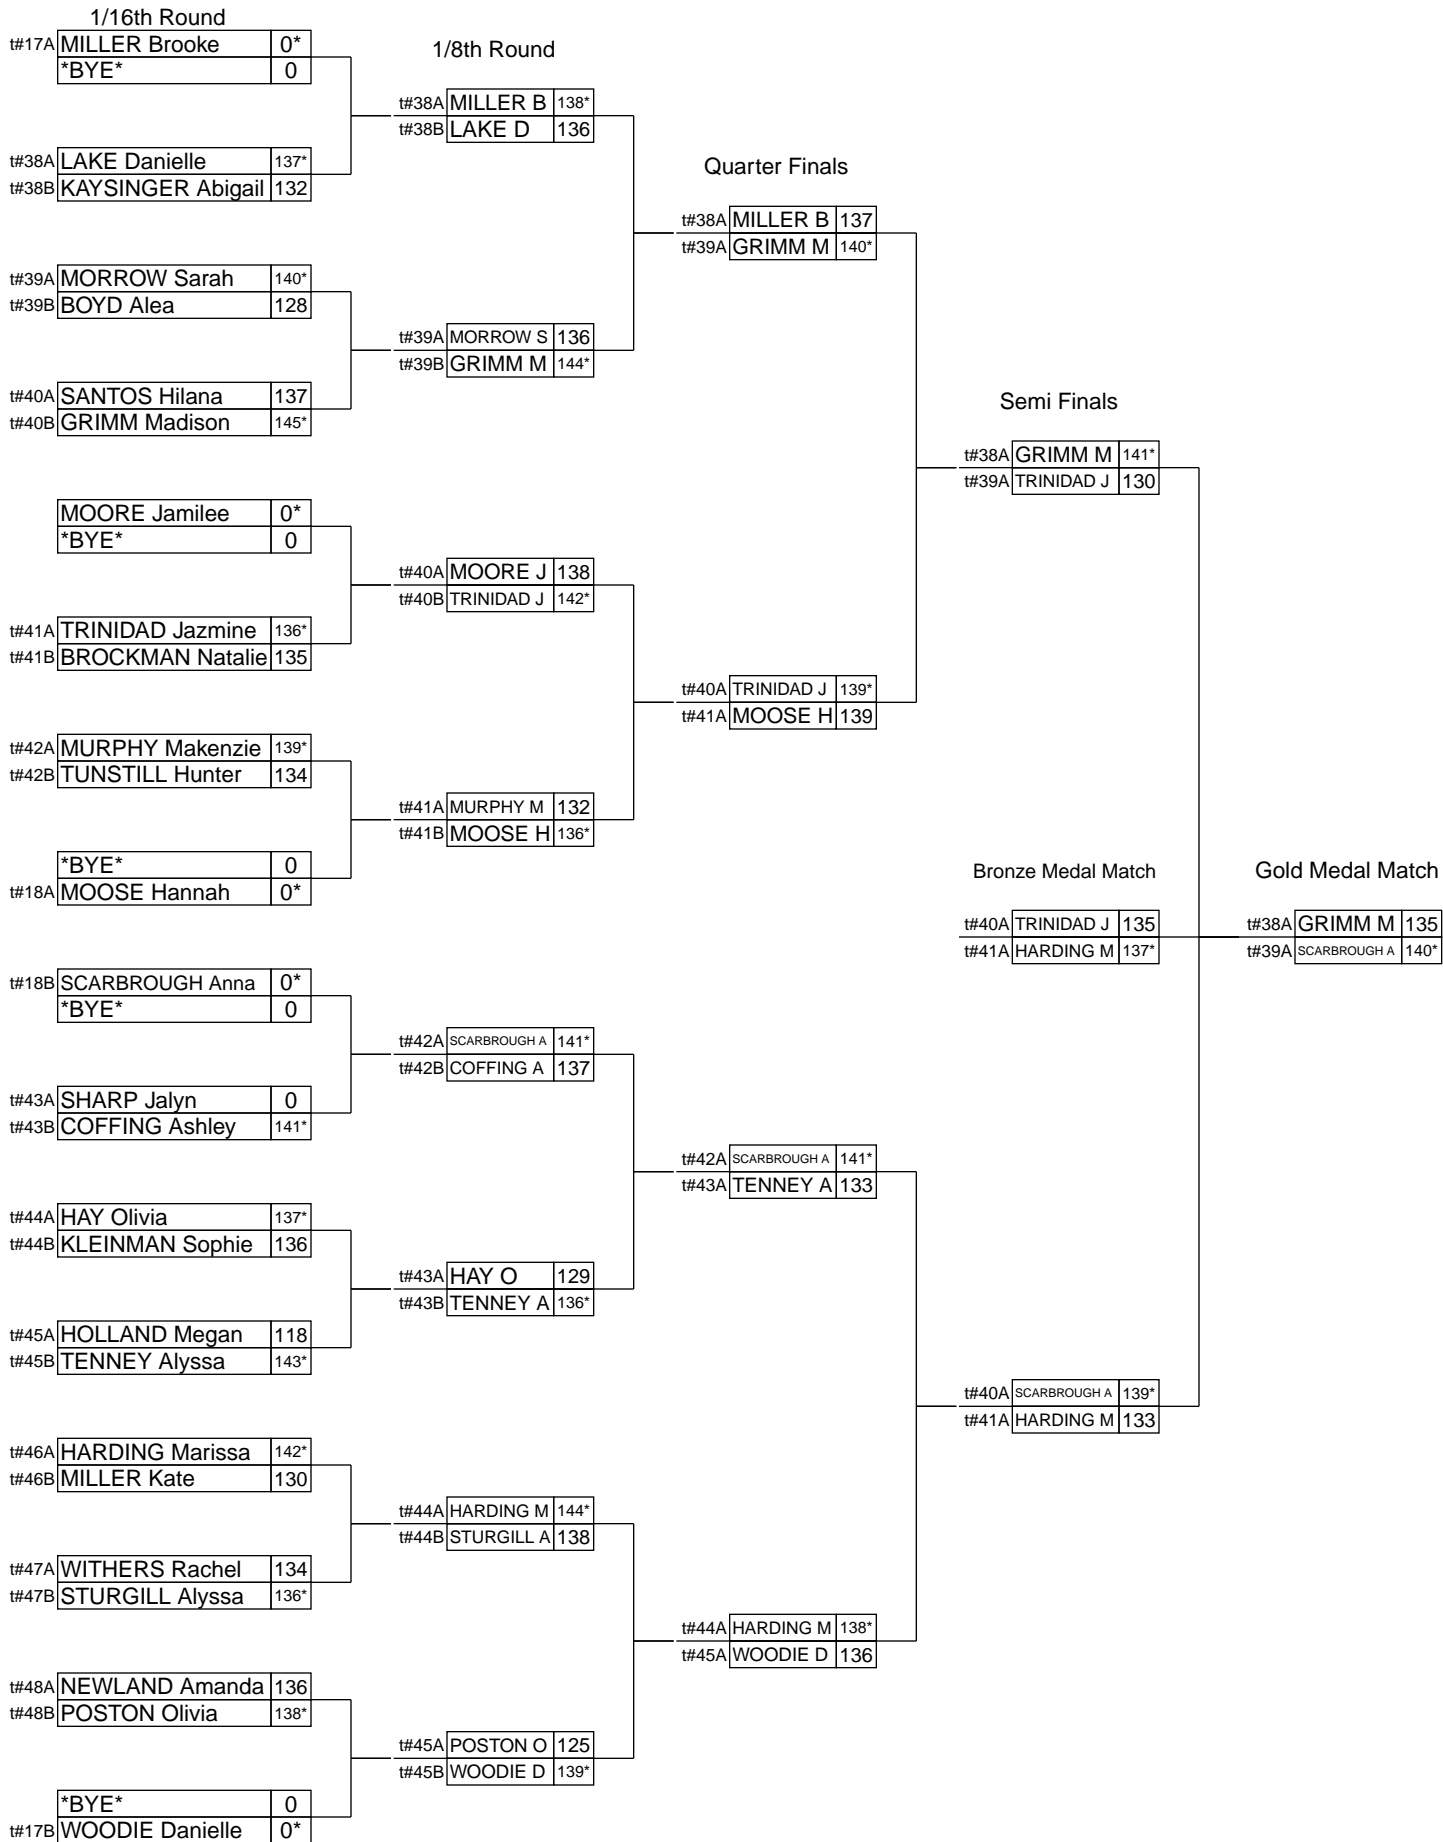 1/16th Round
t#17A MILLER Brooke 0*
*BYE* 0
t#38A LAKE Danielle 137*
t#38B KAYSINGER Abigail 132
t#39A MORROW Sarah 140*
t#39B BOYD Alea 128
t#40A SANTOS Hilana 137
t#40B GRIMM Madison 145*
MOORE Jamilee 0*
*BYE* 0
t#41A TRINIDAD Jazmine 136*
t#41B BROCKMAN Natalie 135
t#42A MURPHY Makenzie 139*
t#42B TUNSTILL Hunter 134
*BYE* 0
t#18A MOOSE Hannah 0*
t#18B SCARBROUGH Anna 0*
*BYE* 0
t#43A SHARP Jalyn 0
t#43B COFFING Ashley 141*
t#44A HAY Olivia 137*
t#44B KLEINMAN Sophie 136
t#45A HOLLAND Megan 118
t#45B TENNEY Alyssa 143*
t#46A HARDING Marissa 142*
t#46B MILLER Kate 130
t#47A WITHERS Rachel 134
t#47B STURGILL Alyssa 136*
t#48A NEWLAND Amanda 136
t#48B POSTON Olivia 138*
*BYE* 0
t#17B WOODIE Danielle 0*
1/8th Round
t#38A MILLER B 138*
t#38B LAKE D 136
t#39A MORROW S 136
t#39B GRIMM M 144*
t#40A MOORE J 138
t#40B TRINIDAD J 142*
t#41A MURPHY M 132
t#41B MOOSE H 136*
t#42A SCARBROUGH A 141*
t#42B COFFING A 137
t#43A HAY O 129
t#43B TENNEY A 136*
t#44A HARDING M 144*
t#44B STURGILL A 138
t#45A POSTON O 125
t#45B WOODIE D 139*
Quarter Finals
t#38A MILLER B 137
t#39A GRIMM M 140*
t#40A TRINIDAD J 139*
t#41A MOOSE H 139
t#42A SCARBROUGH A 141*
t#43A TENNEY A 133
t#44A HARDING M 138*
t#45A WOODIE D 136
Semi Finals
t#38A GRIMM M 141*
t#39A TRINIDAD J 130
t#40A SCARBROUGH A 139*
t#41A HARDING M 133
Bronze Medal Match
t#40A TRINIDAD J 135
t#41A HARDING M 137*
Gold Medal Match
t#38A GRIMM M 135
t#39A SCARBROUGH A 140*